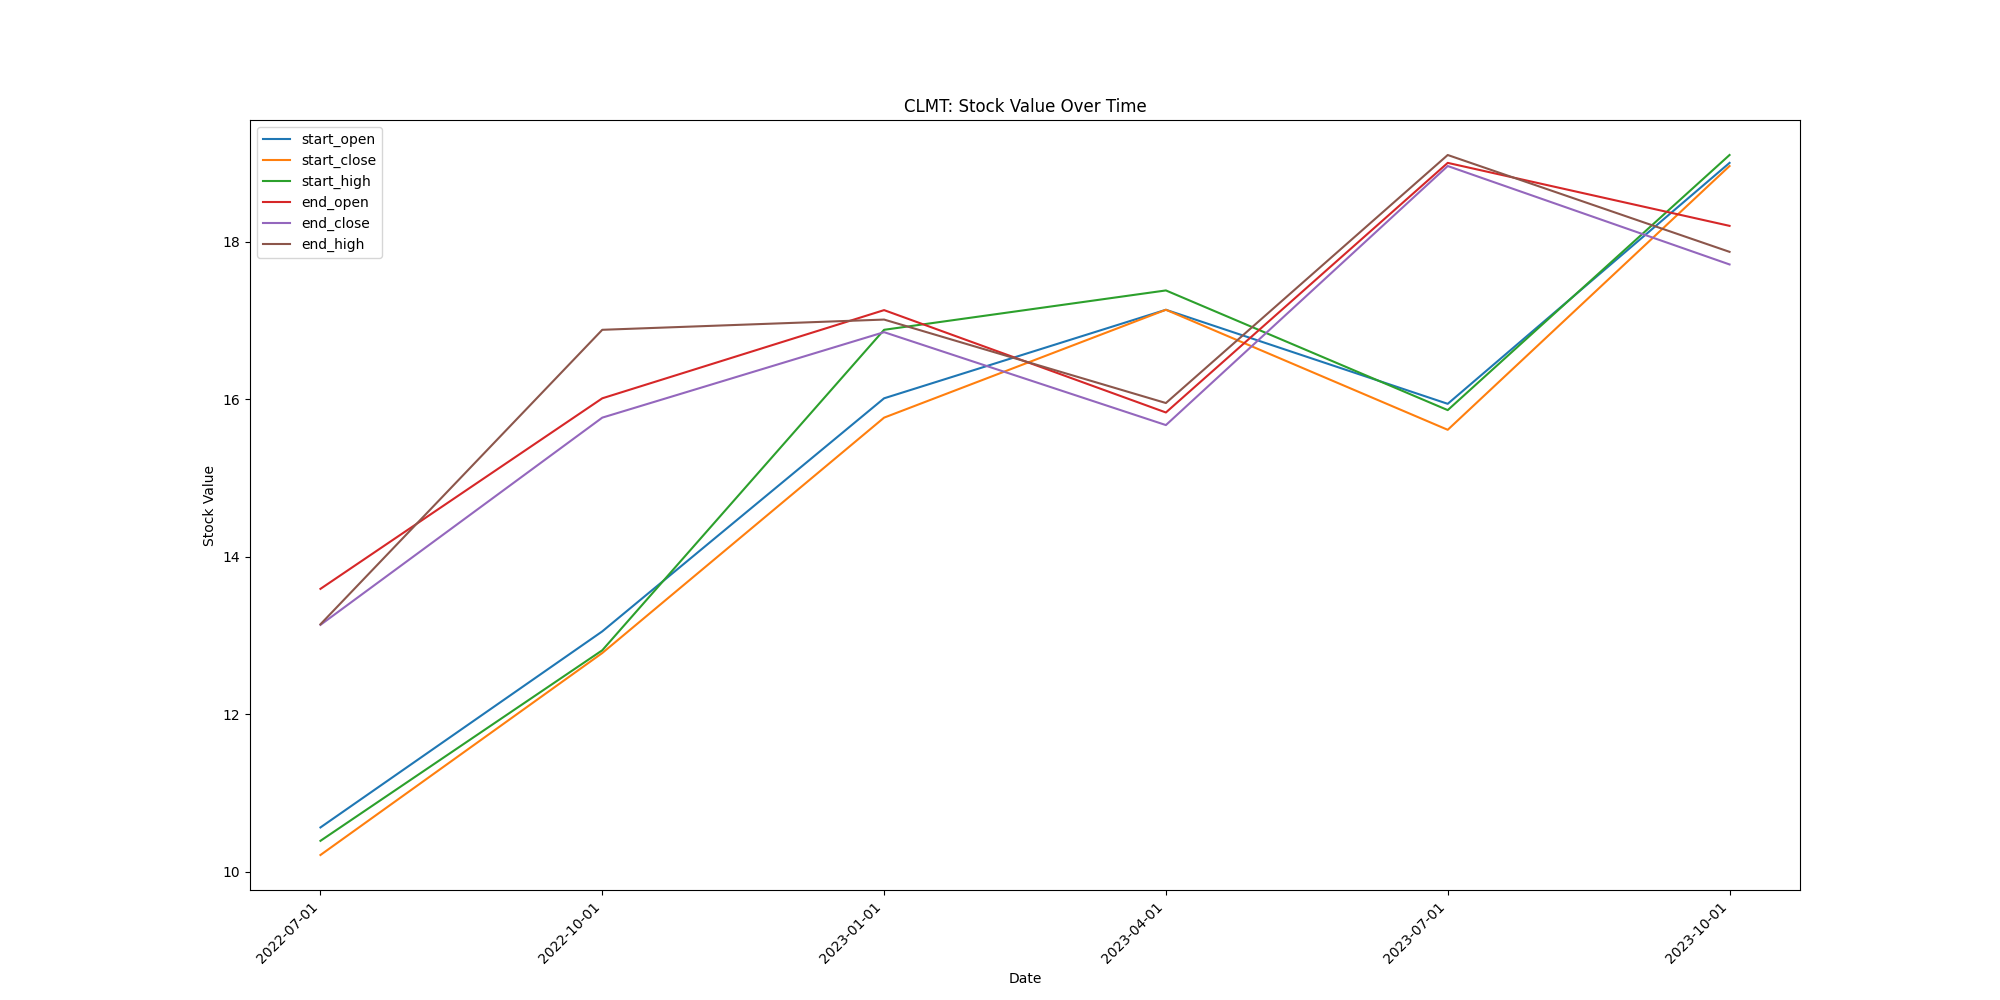 CLMT: Stock Value Over Time
start_open
start_close
start_high
end_open
end_close
end_high
Stock Value
18
16
14
12
10
2022-07-01
2022-10-01
2023-01-01
2023-04-01
2023-07-01
2023-10-01
Date